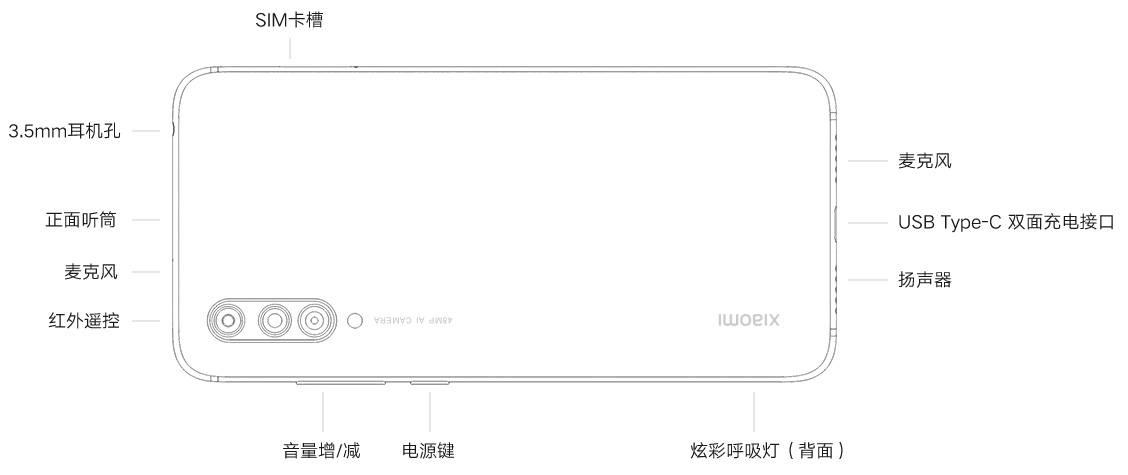 SIM卡槽
3.5mm耳机孔
麦克风
正面听筒
USB Type-C 双面充电接口
麦克风
扬声器
红外遥控
48MP AI CAMERA
XIAOMI
音量增/减
电源键
炫彩呼吸灯（背面）